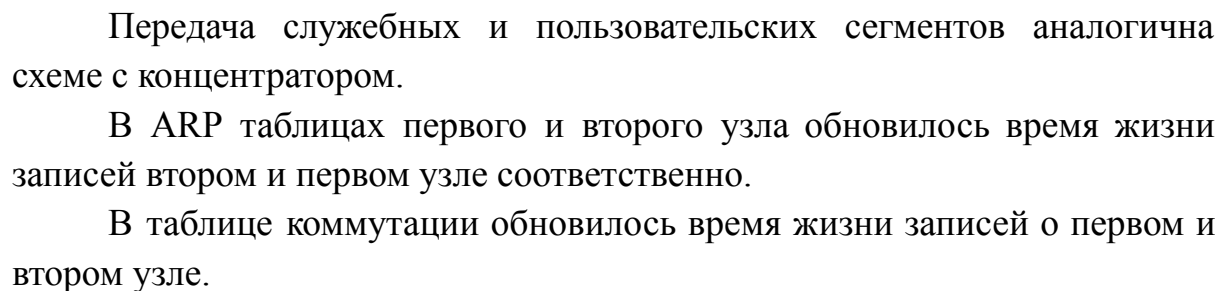 Передача служебных и пользовательских сегментов аналогична
схеме с концентратором.
В ARP таблицах первого и второго узла обновилось время жизни
записей втором и первом узле соответственно.
В таблице коммутации обновилось время жизни записей о первом и
втором узле.